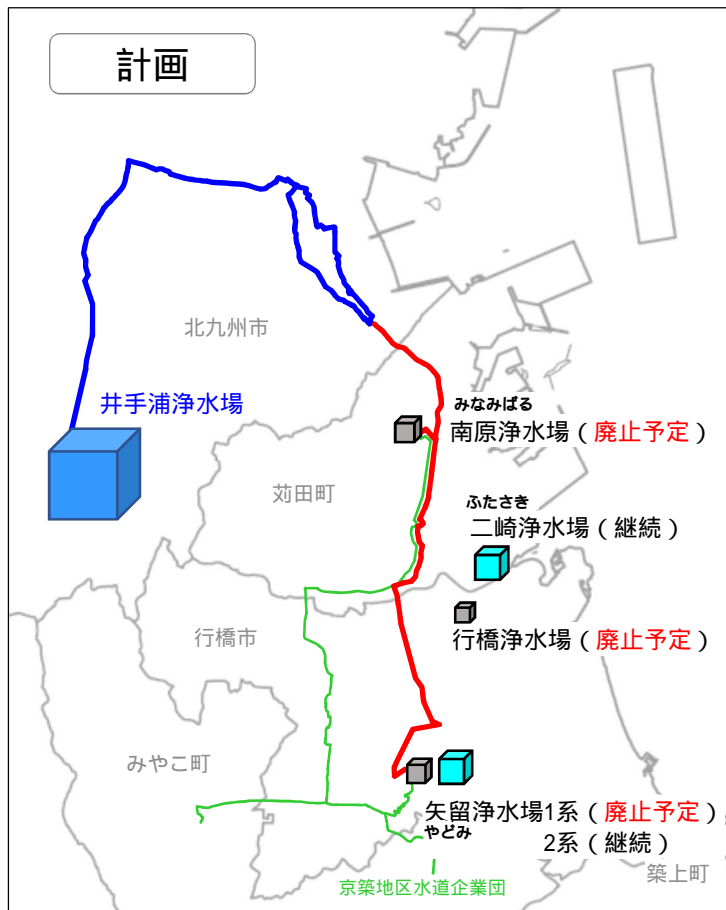 計画
北九州市
井手浦浄水場
みなみばる
南原浄水場（廃止予定）
苅田町
ふたさき
二崎浄水場（継続）
行橋市
行橋浄水場（廃止予定）
みやこ町
矢留浄水場1系（廃止予定）
やどみ
2系（継続）
築上町
京築地区水道企業団